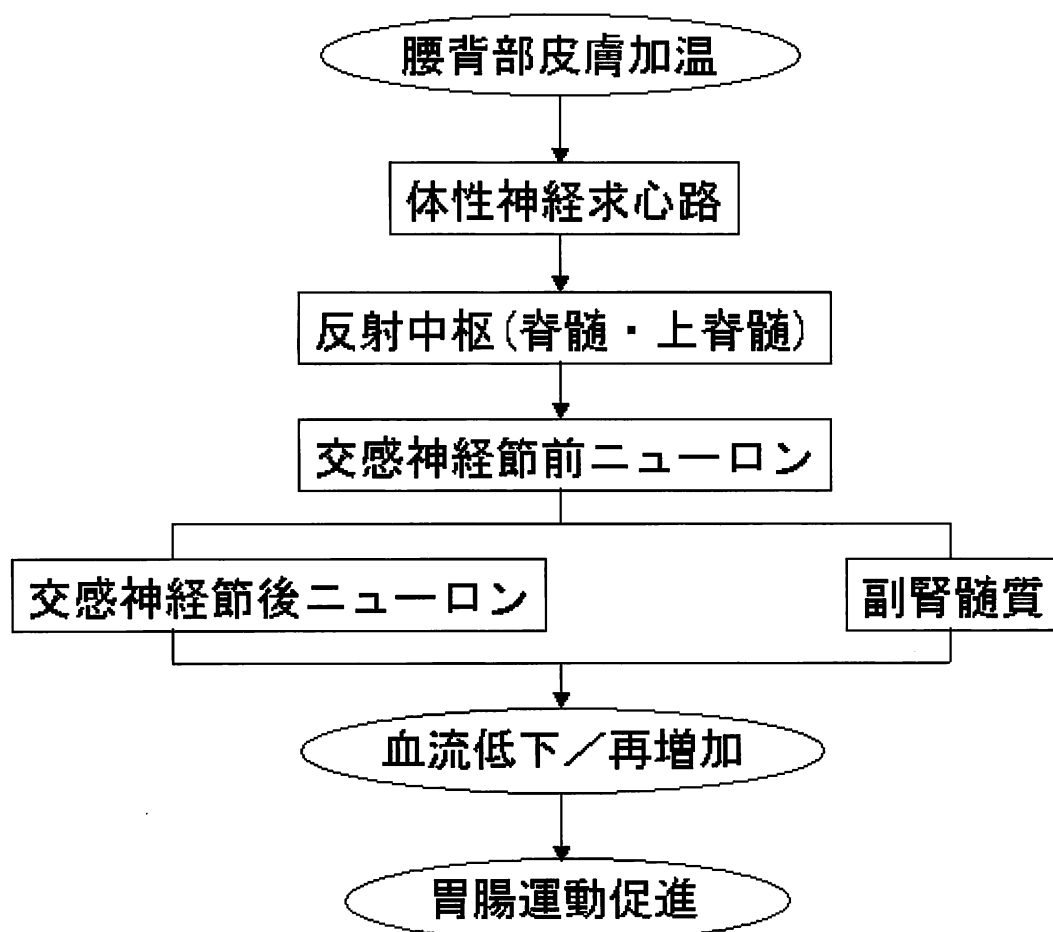 腰背部皮膚加温
体性神経求心路
反射中枢(脊髄・上脊髄)
交感神経節前ニューロン
交感神経節後ニューロン
副腎髄質
血流低下／再増加
胃腸運動促進